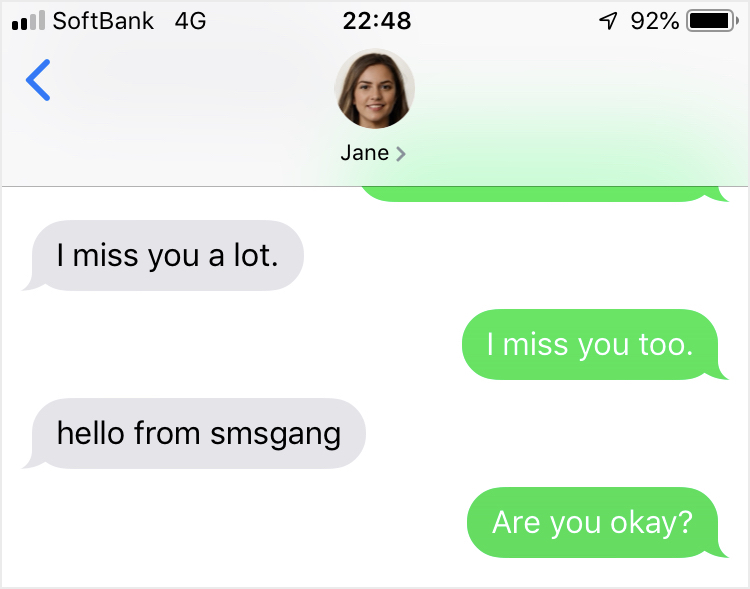 SoftBank 4G 22:48 92%
Jane
I miss you a lot.
I miss you too.
hello from smsgang
Are you okay?